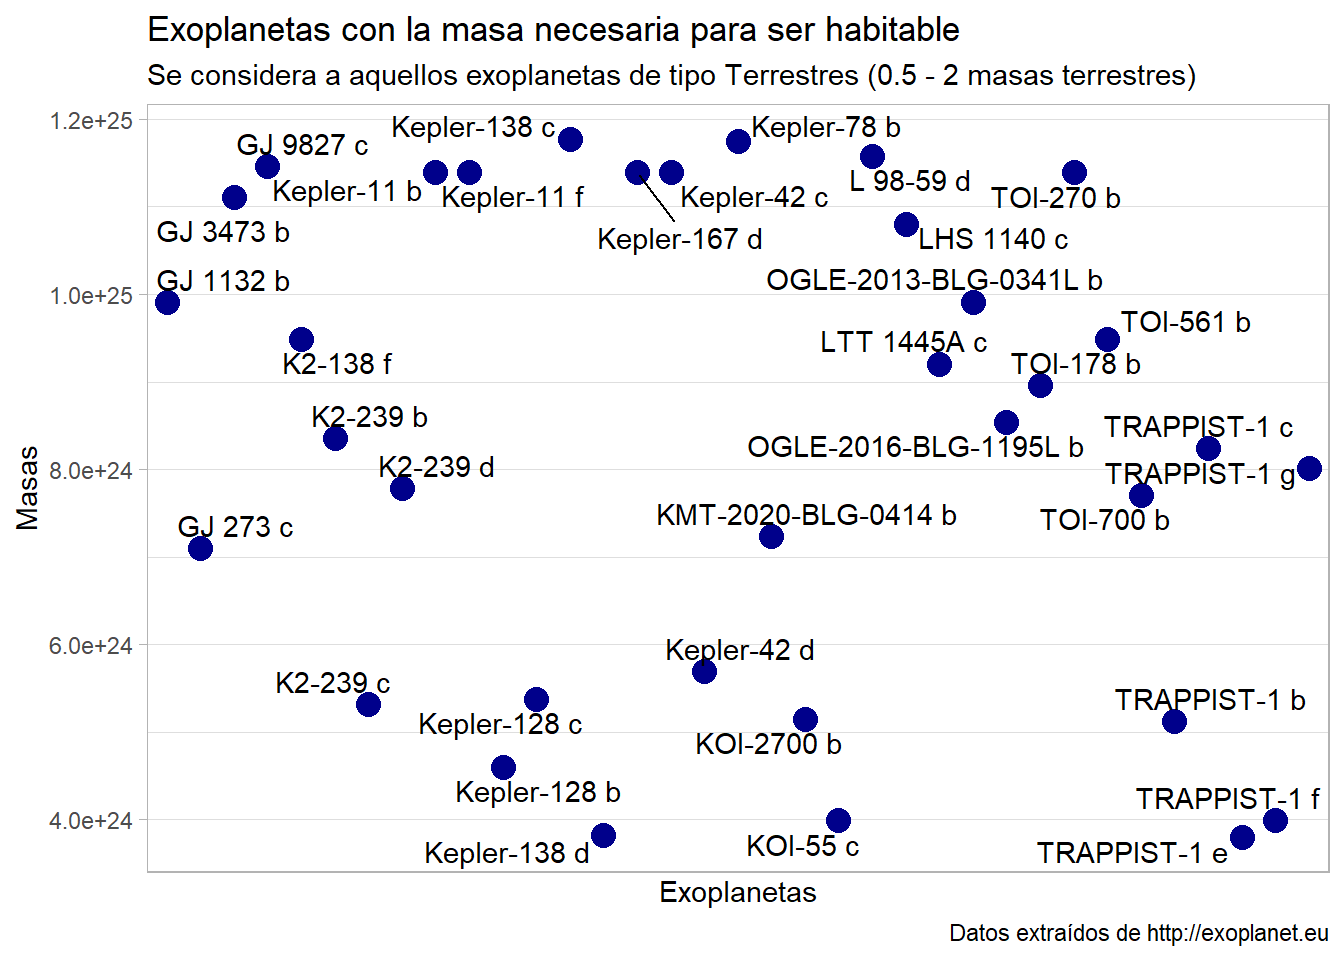 Exoplanetas con la masa necesaria para ser habitable
Se considera a aquellos exoplanetas de tipo Terrestres (0.5 - 2 masas terrestres)
1.2e+25
1.0e+25
8.0e+24
6.0e+24
4.0e+24
Masas
Kepler-138 c
Kepler-78 b
GJ 9827 c
L 98-59 d
Kepler-11 b
Kepler-11 f
Kepler-42 c
TOI-270 b
GJ 3473 b
Kepler-167 d
LHS 1140 c
GJ 1132 b
OGLE-2013-BLG-0341L b
TOI-561 b
LTT 1445A c
K2-138 f
TOI-178 b
K2-239 b
TRAPPIST-1 c
OGLE-2016-BLG-1195L b
K2-239 d
TRAPPIST-1 g
GJ 273 c
KMT-2020-BLG-0414 b
TOI-700 b
Kepler-42 d
K2-239 c
TRAPPIST-1 b
Kepler-128 c
KOI-2700 b
Kepler-128 b
TRAPPIST-1 f
Kepler-138 d
KOI-55 c
TRAPPIST-1 e
Exoplanetas
Datos extraídos de http://exoplanet.eu